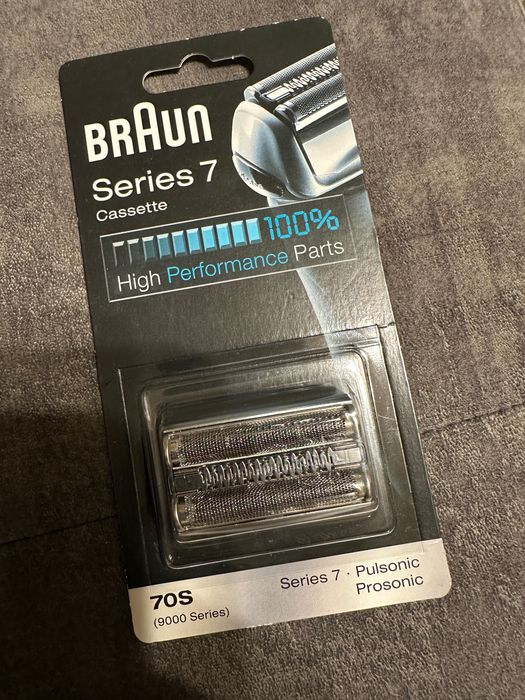 BRAUN
Series 7
Cassette
100%
High Performance Parts
70S
(9000 Series)
Series 7 · Pulsonic
Prosonic